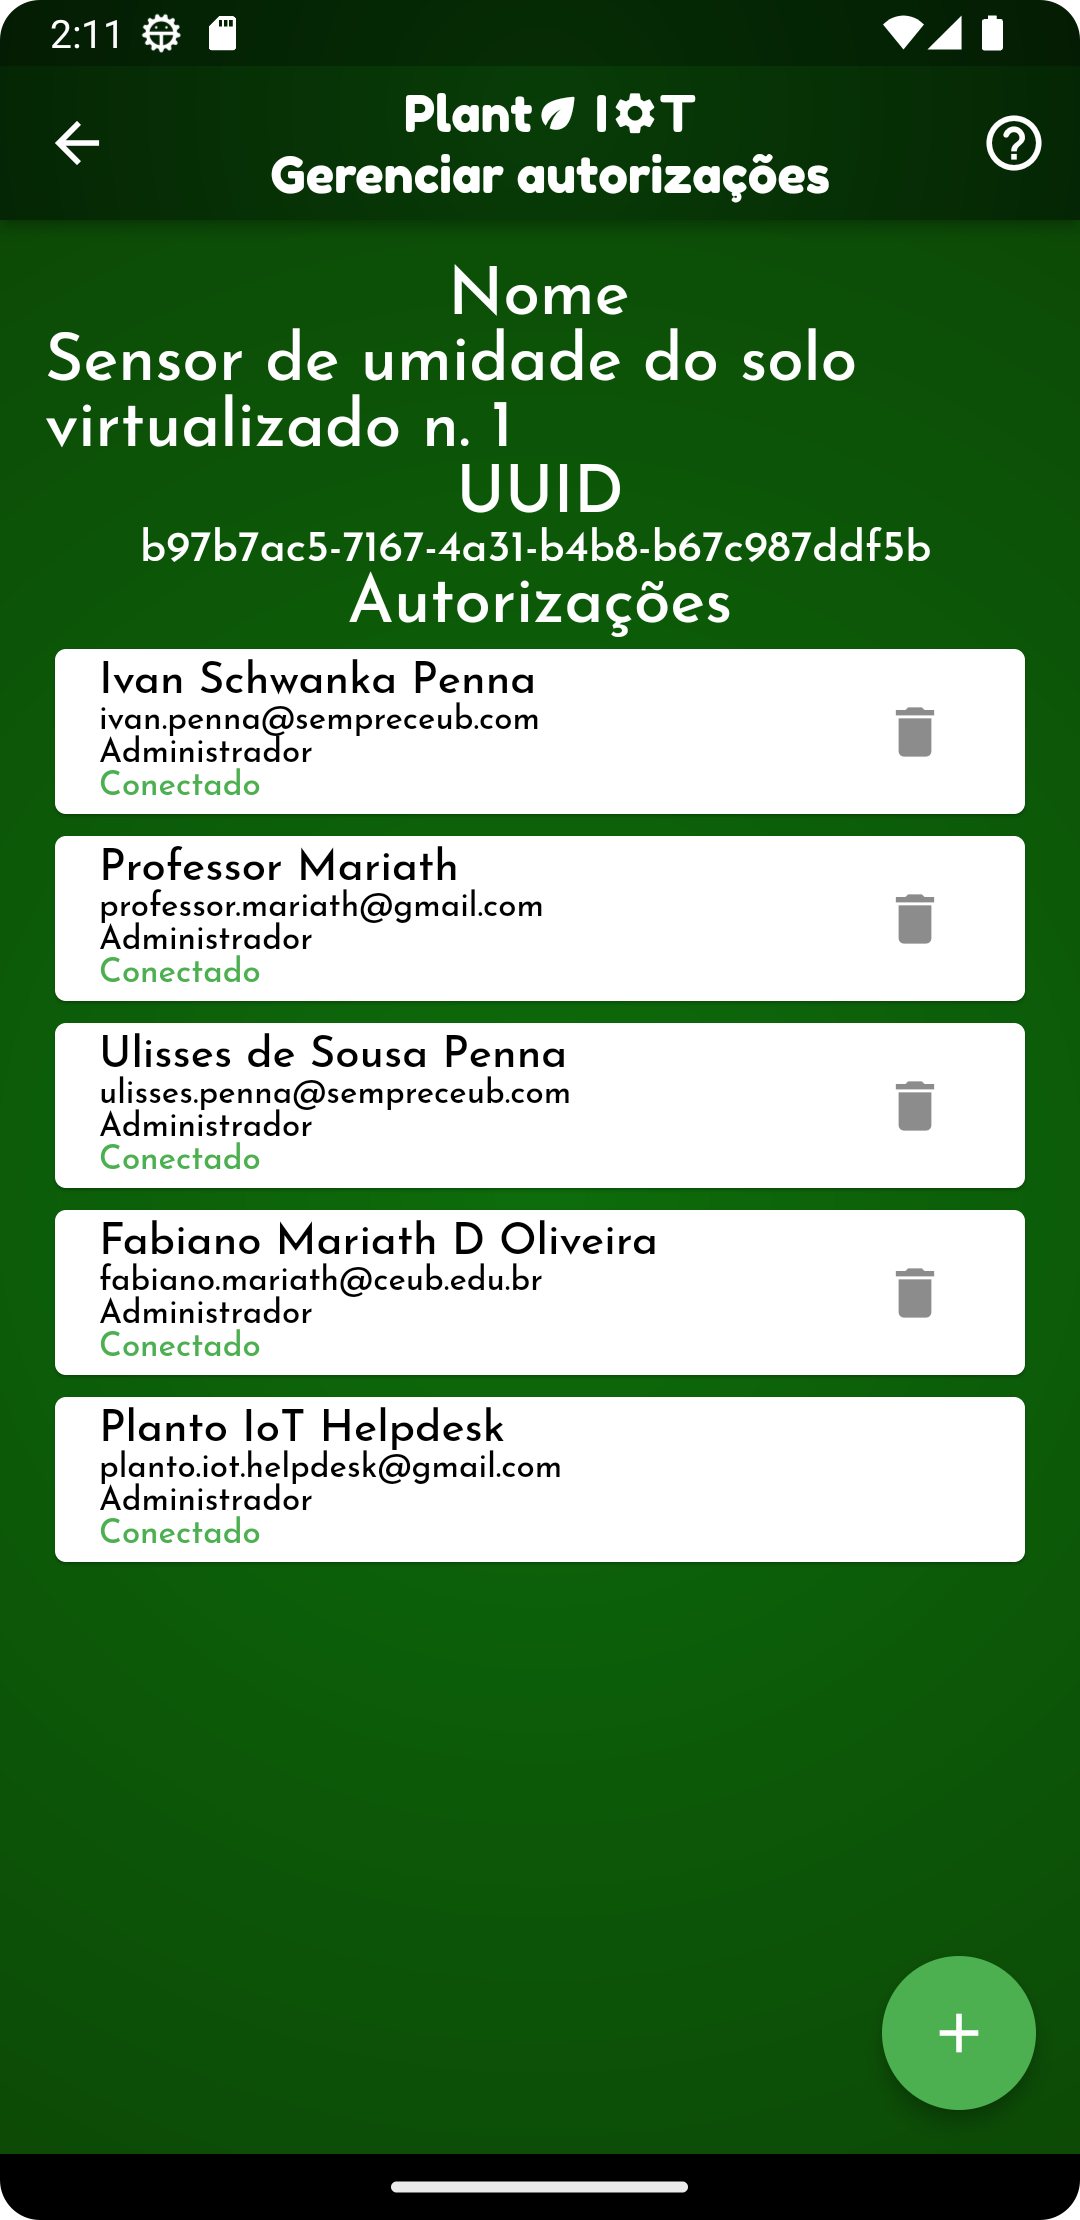 2:11
Plant IT
Gerenciar autorizações
Nome
Sensor de umidade do solo
virtualizado n. 1
UUID
b97b7ac5-7167-4a31-b4b8-b67c987ddf5b
Autorizações
Ivan Schwanka Penna
ivan.penna@sempreceub.com
Administrador
Conectado
Professor Mariath
professor.mariath@gmail.com
Administrador
Conectado
Ulisses de Sousa Penna
ulisses.penna@sempreceub.com
Administrador
Conectado
Fabiano Mariath D Oliveira
fabiano.mariath@ceub.edu.br
Administrador
Conectado
Planto IoT Helpdesk
planto.iot.helpdesk@gmail.com
Administrador
Conectado